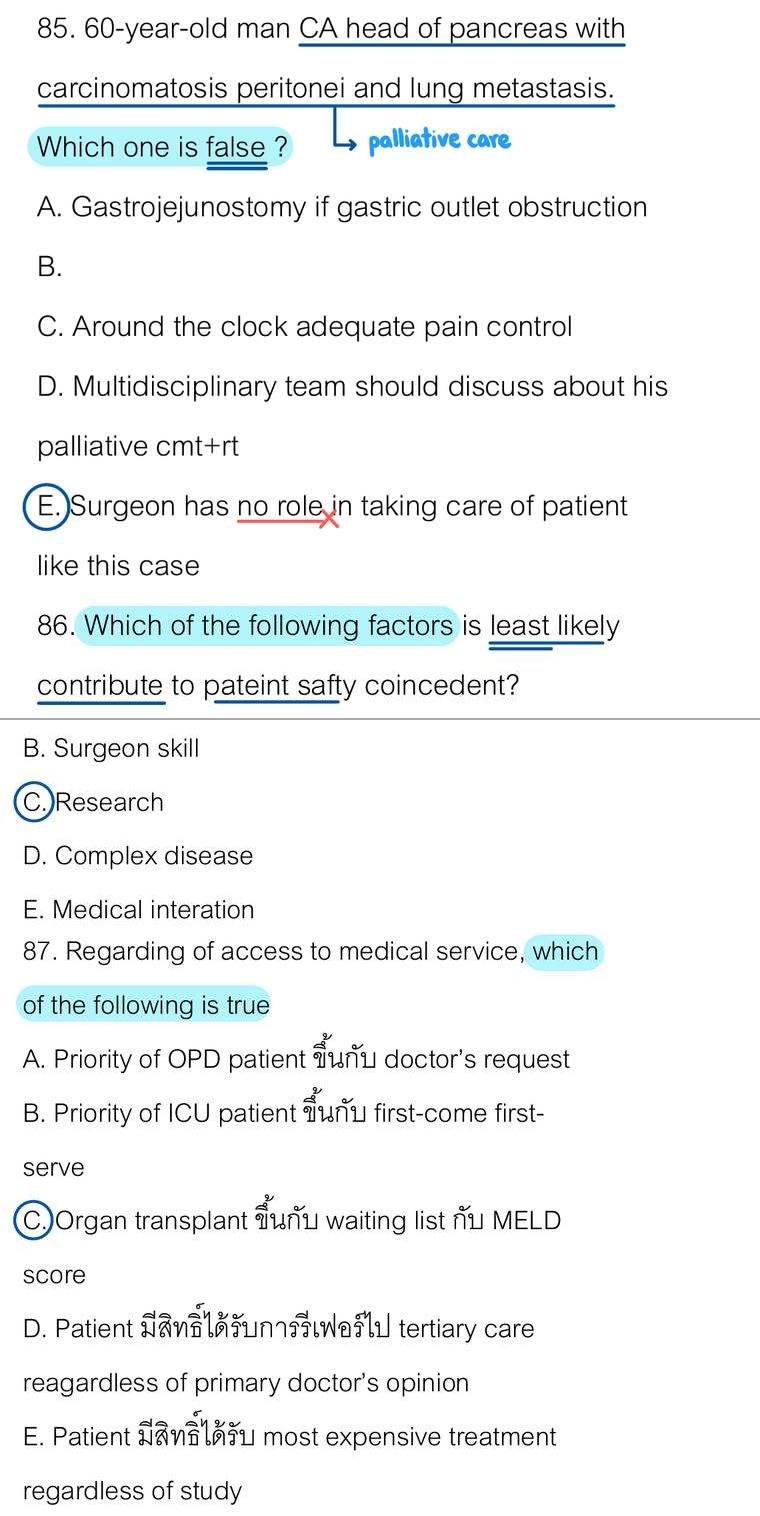 85. 60-year-old man CA head of pancreas with
carcinomatosis peritonei and lung metastasis.
Which one is false ?
palliative care
A. Gastrojejunostomy if gastric outlet obstruction
B.
C. Around the clock adequate pain control
D. Multidisciplinary team should discuss about his
palliative cmt+rt
E. Surgeon has no role in taking care of patient
like this case
86. Which of the following factors is least likely
contribute to pateint safty coincedent?
B. Surgeon skill
C. Research
D. Complex disease
E. Medical interation
87. Regarding of access to medical service, which
of the following is true
A. Priority of OPD patient ขึ้นกับ doctor's request
B. Priority of ICU patient ขึ้นกับ first-come first-
serve
C. Organ transplant ขึ้นกับ waiting list กับ MELD
score
D. Patient มีสิทธิ์ได้รับการรีเฟอร์ไป tertiary care
reagardless of primary doctor's opinion
E. Patient มีสิทธิ์ได้รับ most expensive treatment
regardless of study